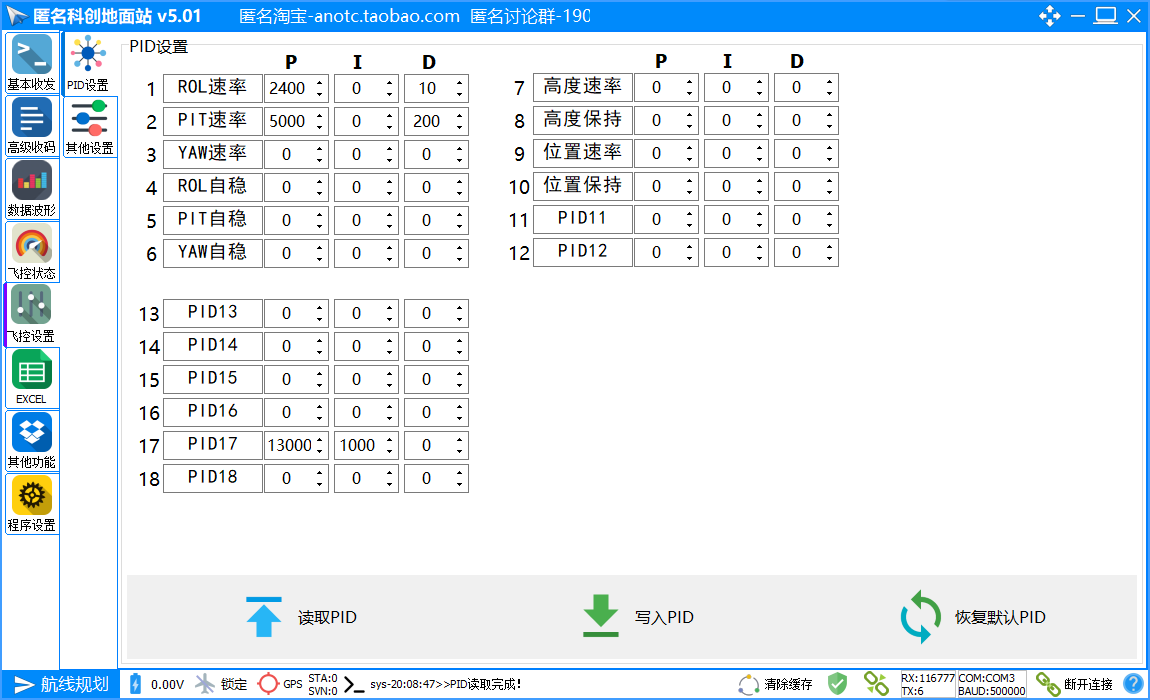 匿名科创地面站 v5.01 匿名淘宝-anotc.taobao.com 匿名讨论群-190
基本收发
高级收码
数据波形
飞控状态
飞控设置
EXCEL
其他功能
程序设置
PID设置
其他设置
PID设置
P I D
1 ROL速率 2400 0 10
2 PIT速率 5000 0 200
3 YAW速率 0 0 0
4 ROL自稳 0 0 0
5 PIT自稳 0 0 0
6 YAW自稳 0 0 0
P I D
7 高度速率 0 0 0
8 高度保持 0 0 0
9 位置速率 0 0 0
10 位置保持 0 0 0
11 PID11 0 0 0
12 PID12 0 0 0
13 PID13 0 0 0
14 PID14 0 0 0
15 PID15 0 0 0
16 PID16 0 0 0
17 PID17 13000 1000 0
18 PID18 0 0 0
读取PID 写入PID 恢复默认PID
航线规划 0.00V 锁定 GPS STA:0
SVN:0
sys-20:08:47>>PID读取完成!
清除缓存
RX:116777
TX:6
COM:COM3
BAUD:500000
断开连接